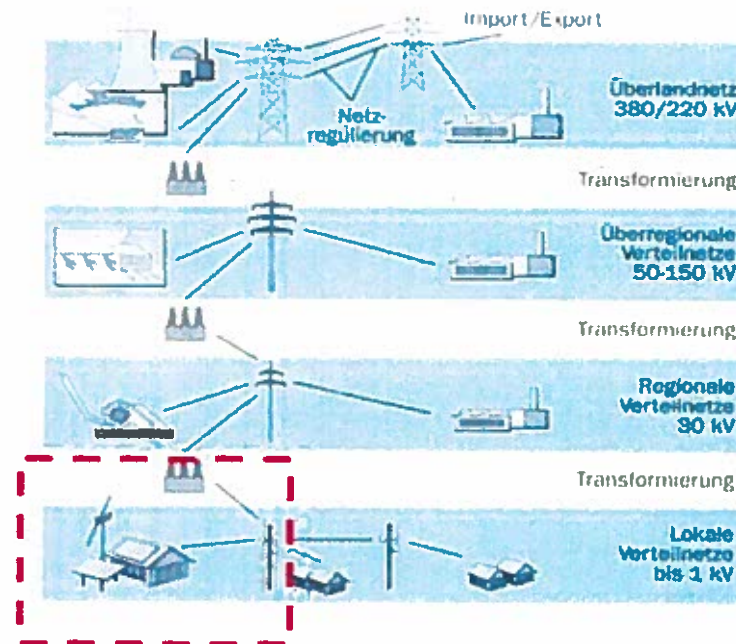 Import/Export
Überlandnetz
380/220 kV
Netz-
regulierung
Transformierung
Überregionale
Verteilnetze
50-150 kV
Transformierung
Regionale
Verteilnetze
30 kV
Transformierung
Lokale
Verteilnetze
bis 1 kV